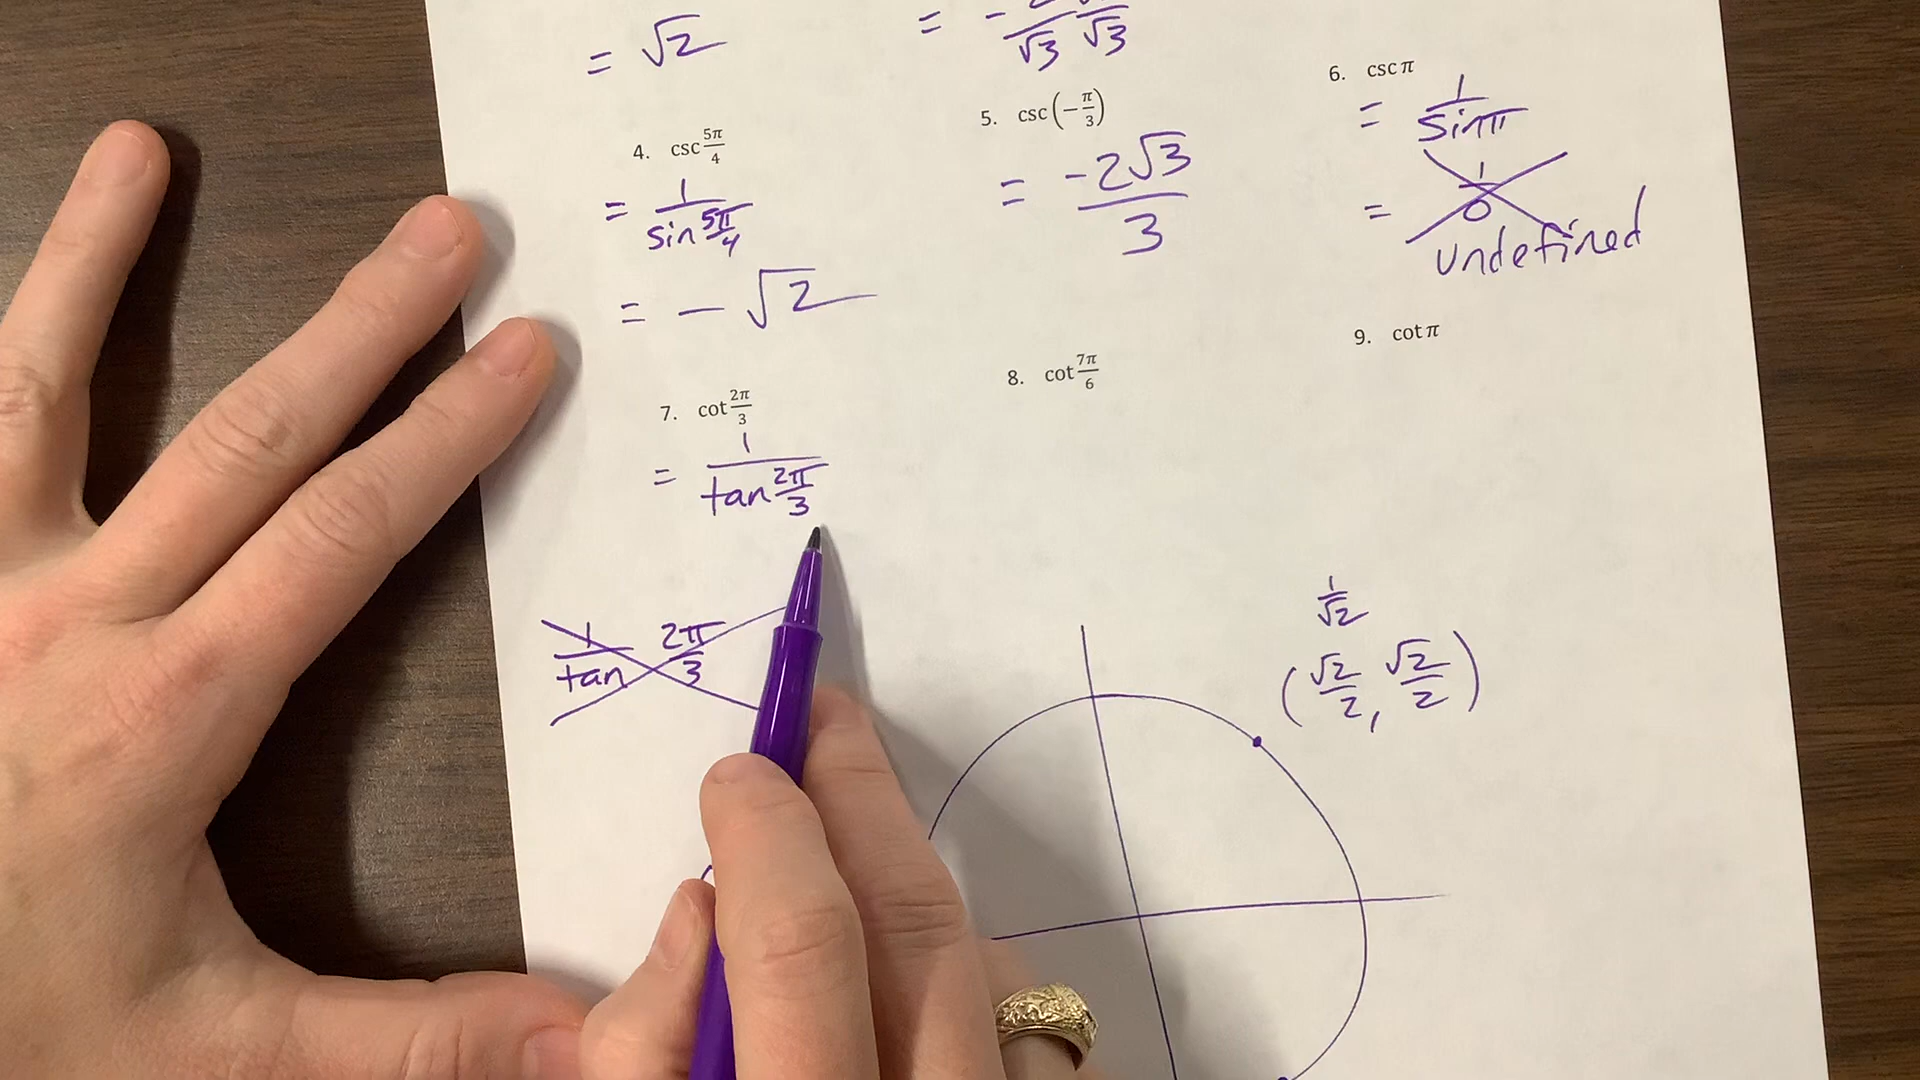 = √2
= - 2/√3 √3/√3
4. csc 5π/4
= 1/sin 5π/4
= - √2
5. csc(-π/3)
= -2√3/3
6. csc π
= 1/sin π
= 1/0
undefined
7. cot 2π/3
= 1/tan 2π/3
8. cot 7π/6
9. cot π
1/tan 2π/3
1/√2
(√2/2, √2/2)